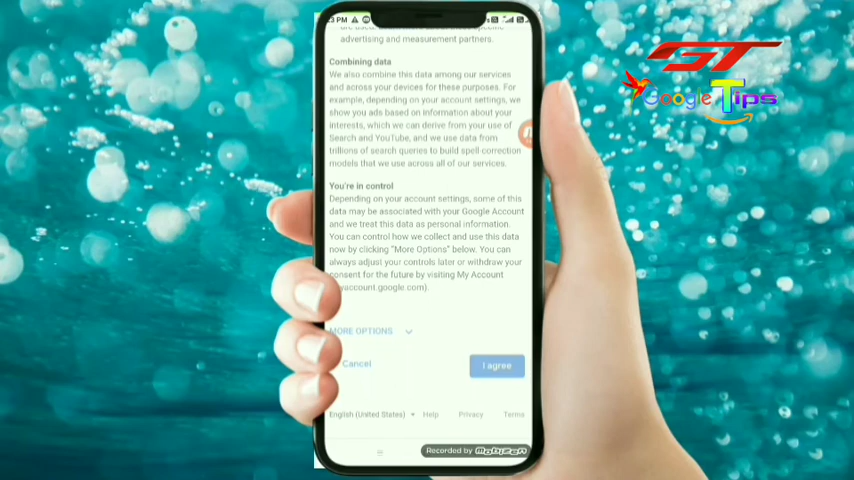 3 PM
advertising and measurement partners.
Combining data
We also combine this data among our services
and across your devices for these purposes. For
example, depending on your account settings, we
show you ads based on information about your
interests, which we can derive from your use of
Search and YouTube, and we use data from
trillions of search queries to build spell-correction
models that we use across all of our services.
You're in control
Depending on your account settings, some of this
data may be associated with your Google Account
and we treat this data as personal information.
You can control how we collect and use this data
now by clicking "More Options" below. You can
always adjust your controls later or withdraw your
consent for the future by visiting My Account
yaccount.google.com).
MORE OPTIONS
Cancel
I agree
English (United States) Help Privacy Terms
Recorded by Mobizen
GT
Google Tips